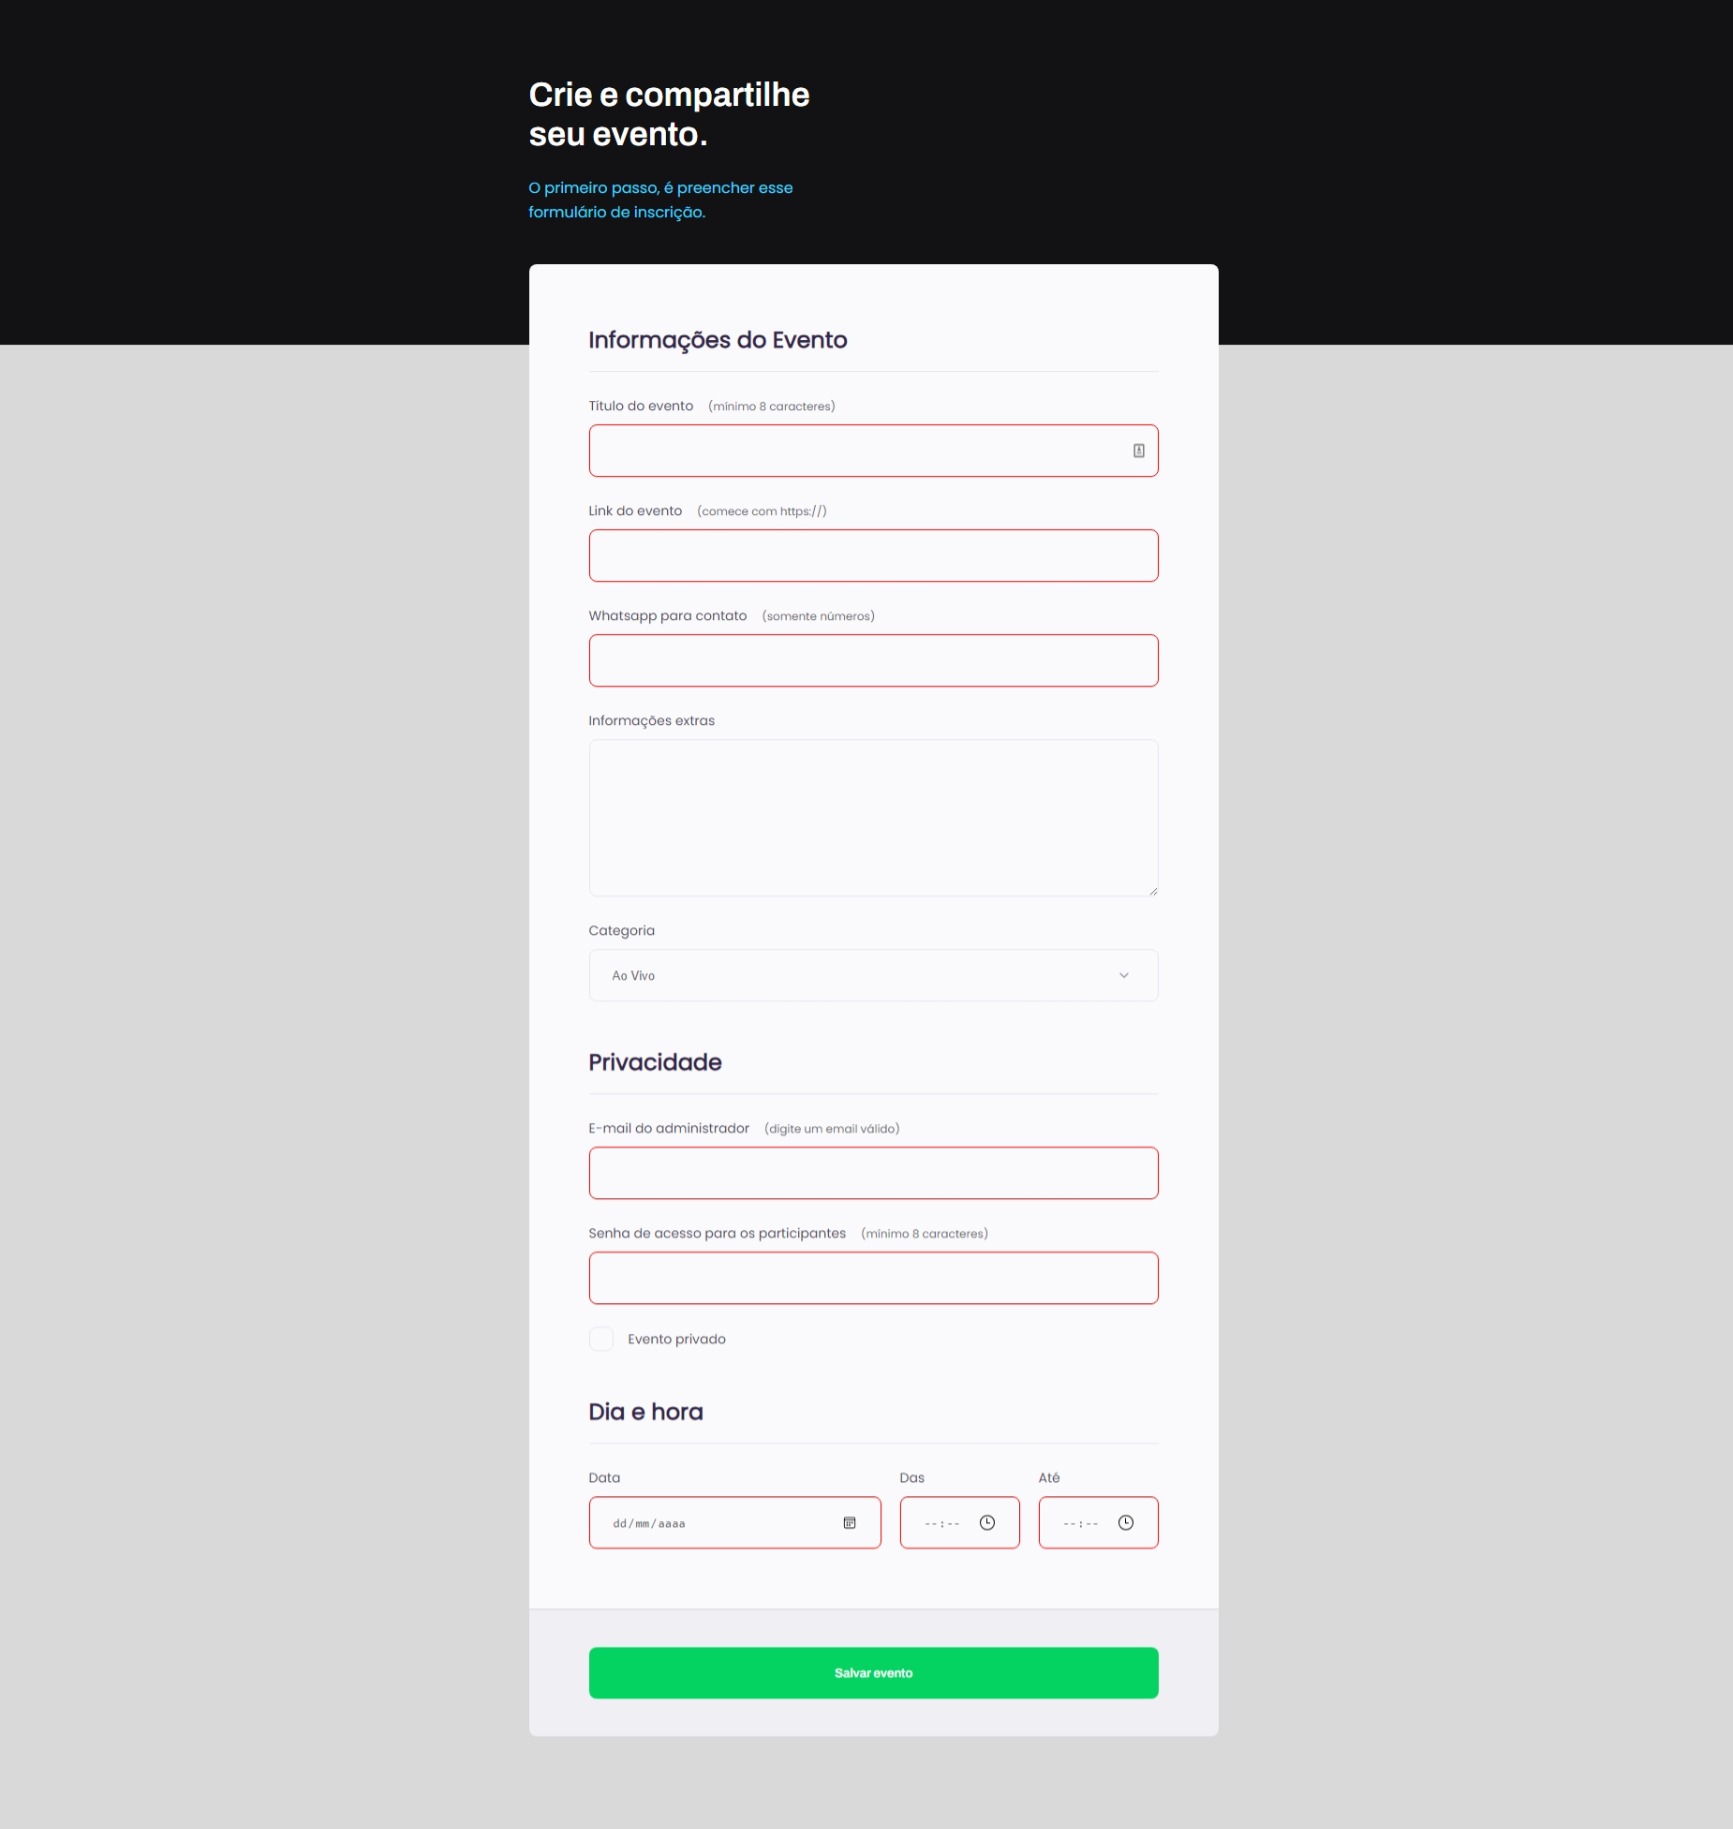 Crie e compartilhe
seu evento.
O primeiro passo, é preencher esse
formulário de inscrição.
Informações do Evento
Título do evento (mínimo 8 caracteres)
Link do evento (comece com https://)
Whatsapp para contato (somente números)
Informações extras
Categoria
Ao Vivo
Privacidade
E-mail do administrador (digite um email válido)
Senha de acesso para os participantes (mínimo 8 caracteres)
Evento privado
Dia e hora
Data Das Até
dd/mm/aaaa --:-- --:--
Salvar evento